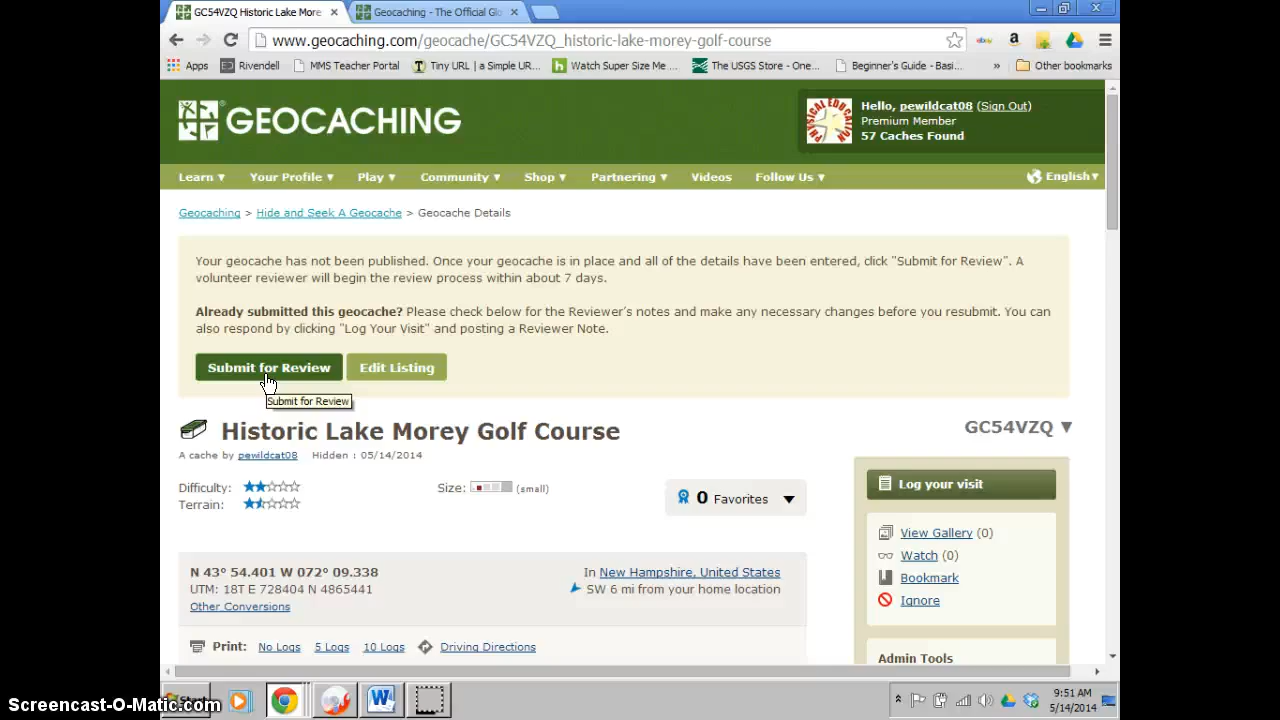 GC54VZQ Historic Lake More
Geocaching - The Official Glo
www.geocaching.com/geocache/GC54VZQ_historic-lake-morey-golf-course
Apps Rivendell MMS Teacher Portal Tiny URL | a Simple UR... Watch Super Size Me ... The USGS Store - One... Beginner's Guide - Basi... » Other bookmarks
GEOCACHING
Hello, pewildcat08 (Sign Out)
Premium Member
57 Caches Found
PHYSICAL EDUCATION
Learn ▼ Your Profile ▼ Play ▼ Community ▼ Shop ▼ Partnering ▼ Videos Follow Us ▼ English▼
Geocaching > Hide and Seek A Geocache > Geocache Details
Your geocache has not been published. Once your geocache is in place and all of the details have been entered, click "Submit for Review". A
volunteer reviewer will begin the review process within about 7 days.
Already submitted this geocache? Please check below for the Reviewer's notes and make any necessary changes before you resubmit. You can
also respond by clicking "Log Your Visit" and posting a Reviewer Note.
Submit for Review Edit Listing
Submit for Review
Historic Lake Morey Golf Course
GC54VZQ ▼
A cache by pewildcat08 Hidden : 05/14/2014
Difficulty:
Size: (small)
Terrain:
0 Favorites
Log your visit
View Gallery (0)
Watch (0)
Bookmark
Ignore
Admin Tools
N 43° 54.401 W 072° 09.338
UTM: 18T E 728404 N 4865441
Other Conversions
In New Hampshire, United States
SW 6 mi from your home location
Print: No Logs 5 Logs 10 Logs Driving Directions
9:51 AM
5/14/2014
Screencast-O-Matic.com